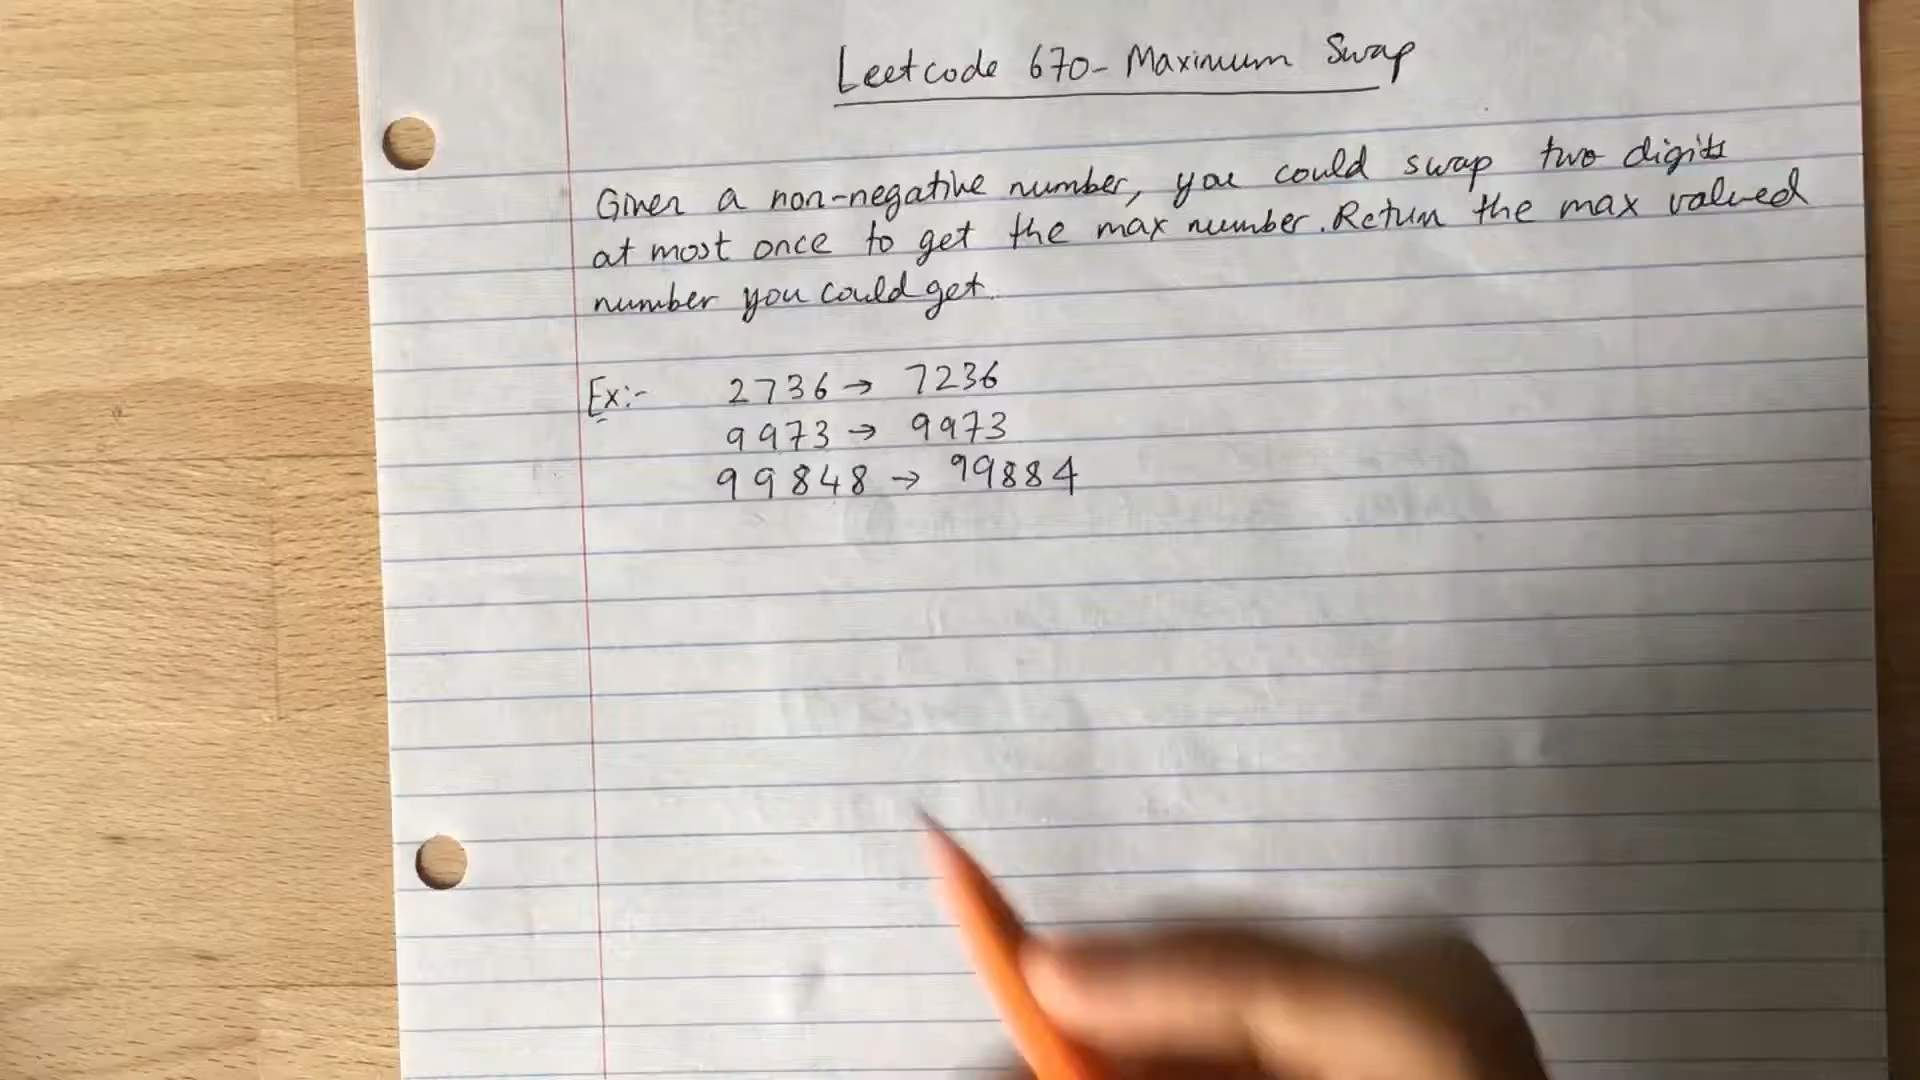 Leetcode 670- Maximum Swap
Given a non-negative number, you could swap two digits
at most once to get the max number. Return the max valued
number you could get.
Ex:- 2736 → 7236
9973 → 9973
99848 → 99884